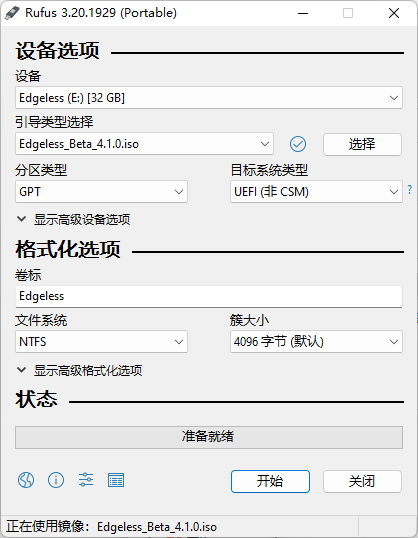 Rufus 3.20.1929 (Portable)
设备选项
设备
Edgeless (E:) [32 GB]
引导类型选择
Edgeless_Beta_4.1.0.iso
选择
分区类型
目标系统类型
GPT
UEFI (非 CSM)
?
显示高级设备选项
格式化选项
卷标
Edgeless
文件系统
簇大小
NTFS
4096 字节 (默认)
显示高级格式化选项
状态
准备就绪
开始
关闭
正在使用镜像：Edgeless_Beta_4.1.0.iso